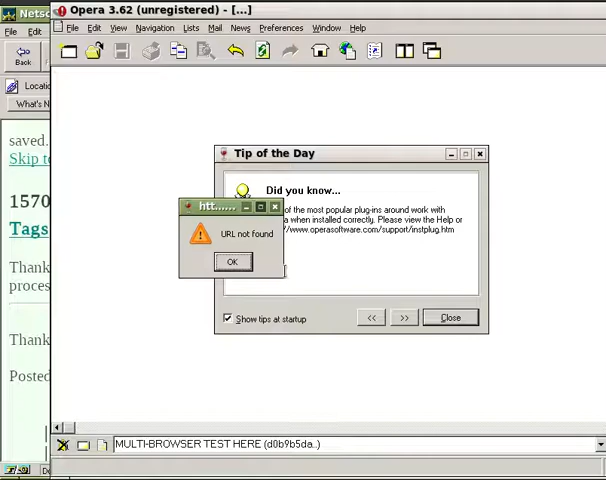 Netsc
Opera 3.62 (unregistered) - [...]
File
File Edit View Navigation Lists Mail News Preferences Window Help
Back
Locatio
What's N
saved.
Skip to
1570
Tags
Thank
proces
Thank
Posted
Tip of the Day
Did you know...
of the most popular plug-ins around work with
a when installed correctly. Please view the Help or
//www.operasoftware.com/support/instplug.htm
htt......
URL not found
OK
Show tips at startup
<<
>>
Close
MULTI-BROWSER TEST HERE (d0b9b5da..)